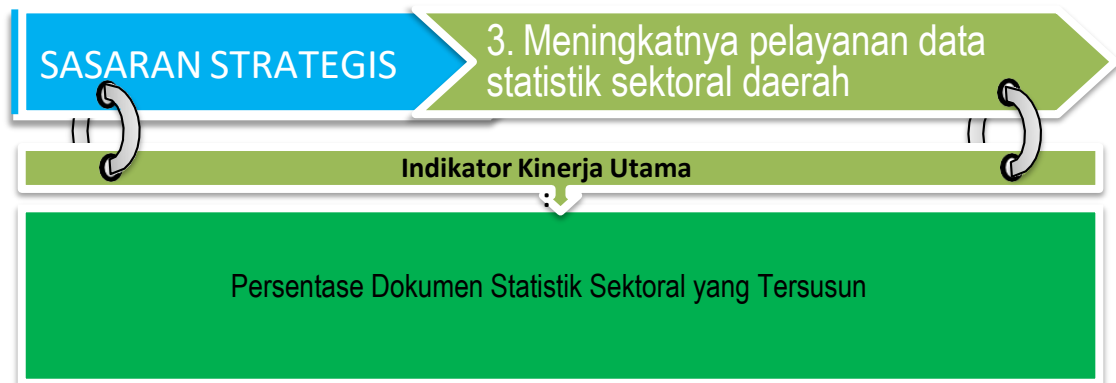 SASARAN STRATEGIS
3. Meningkatnya pelayanan data
statistik sektoral daerah
Indikator Kinerja Utama
:
Persentase Dokumen Statistik Sektoral yang Tersusun